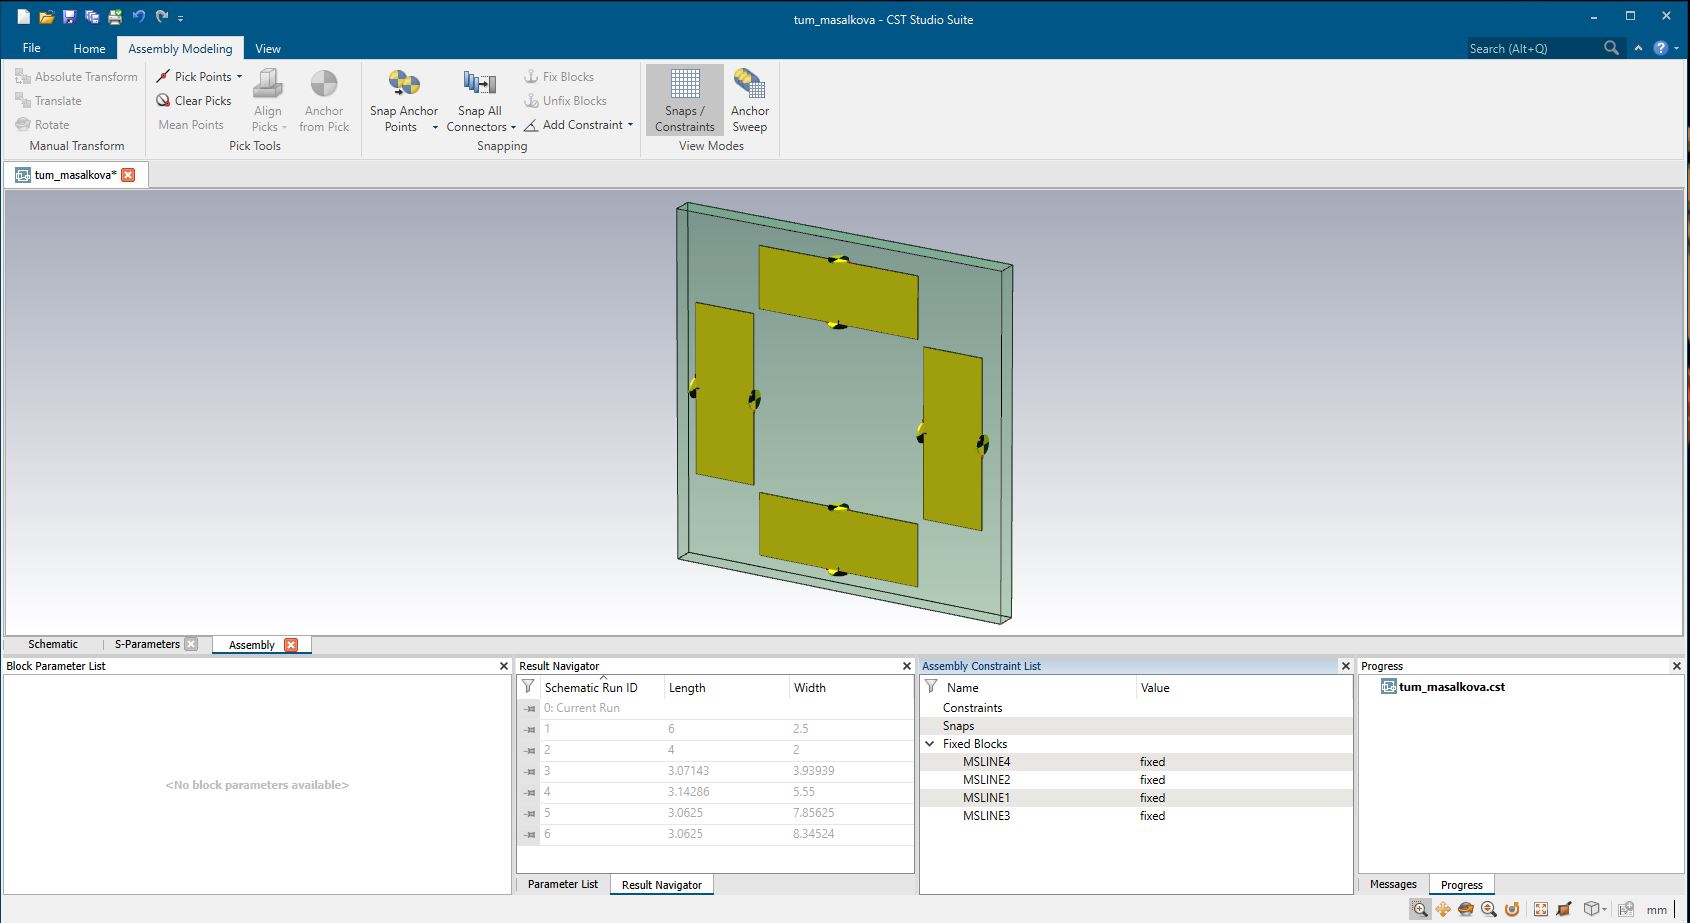 tum_masalkova - CST Studio Suite
File Home Assembly Modeling View Search (Alt+Q)
Absolute Transform
Translate
Rotate
Manual Transform
Pick Points
Clear Picks
Mean Points
Align Picks
Anchor from Pick
Pick Tools
Snap Anchor Points
Snap All Connectors
Fix Blocks
Unfix Blocks
Add Constraint
Snapping
Snaps / Constraints
Anchor Sweep
View Modes
tum_masalkova*
Schematic S-Parameters Assembly
Block Parameter List
<No block parameters available>
Result Navigator
Schematic Run ID Length Width
0: Current Run
1 6 2.5
2 4 2
3 3.07143 3.93939
4 3.14286 5.55
5 3.0625 7.85625
6 3.0625 8.34524
Parameter List Result Navigator
Assembly Constraint List
Name Value
Constraints
Snaps
Fixed Blocks
MSLINE4 fixed
MSLINE2 fixed
MSLINE1 fixed
MSLINE3 fixed
Progress
tum_masalkova.cst
Messages Progress
mm